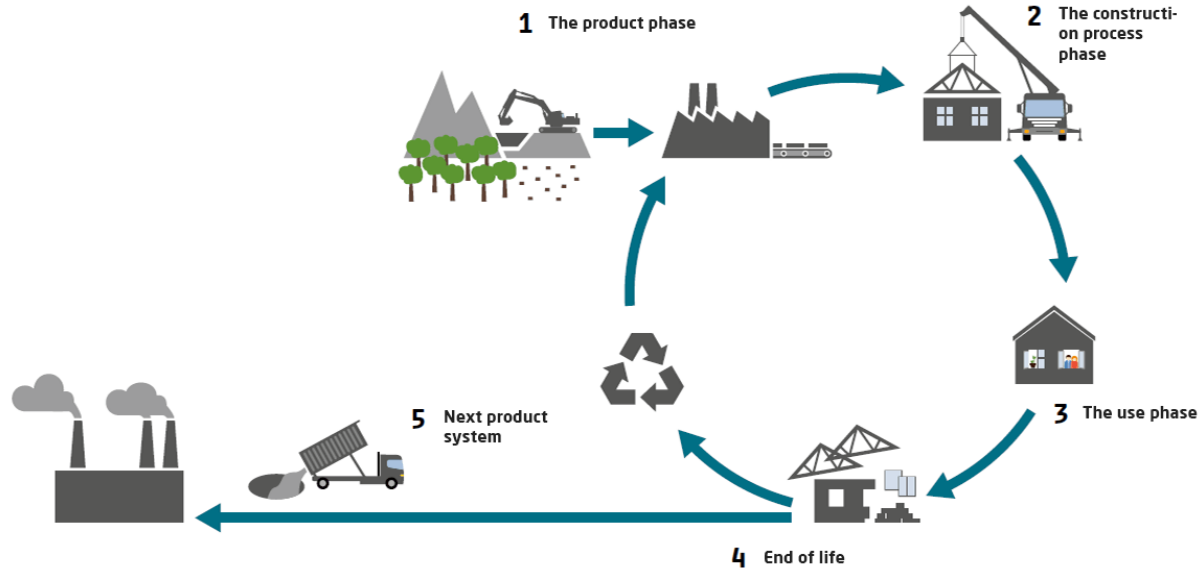 1 The product phase
2 The constructi-
on process
phase
3 The use phase
5 Next product
system
4 End of life